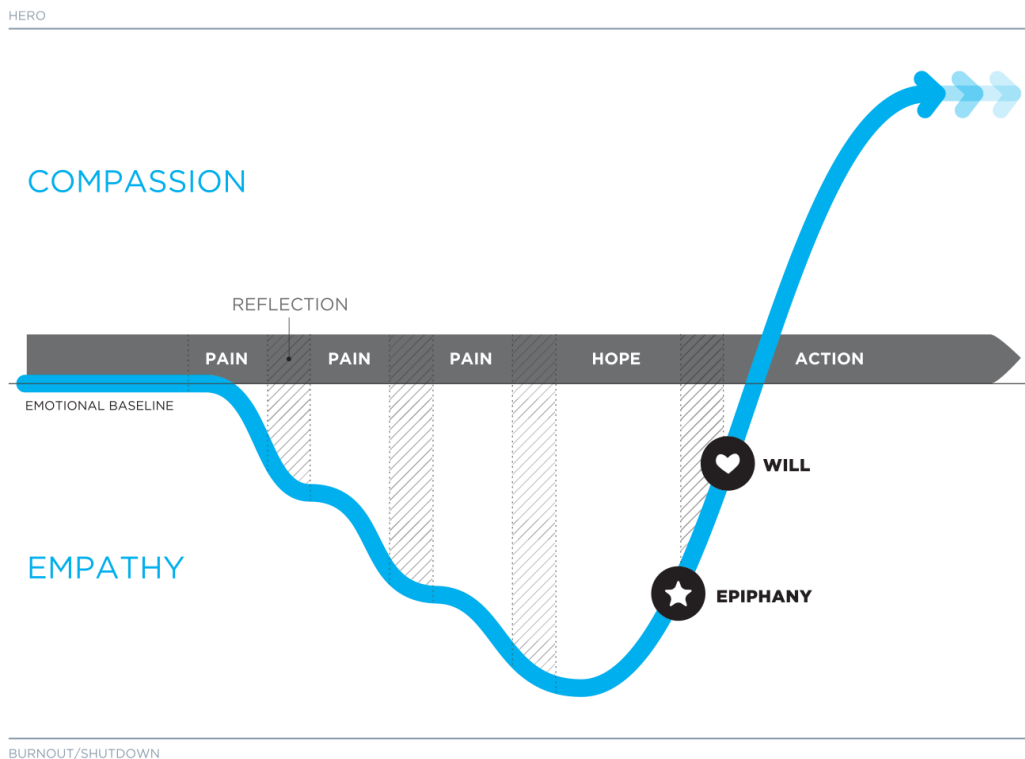 HERO
COMPASSION
REFLECTION
PAIN PAIN PAIN HOPE ACTION
EMOTIONAL BASELINE
WILL
EMPATHY
EPIPHANY
BURNOUT/SHUTDOWN